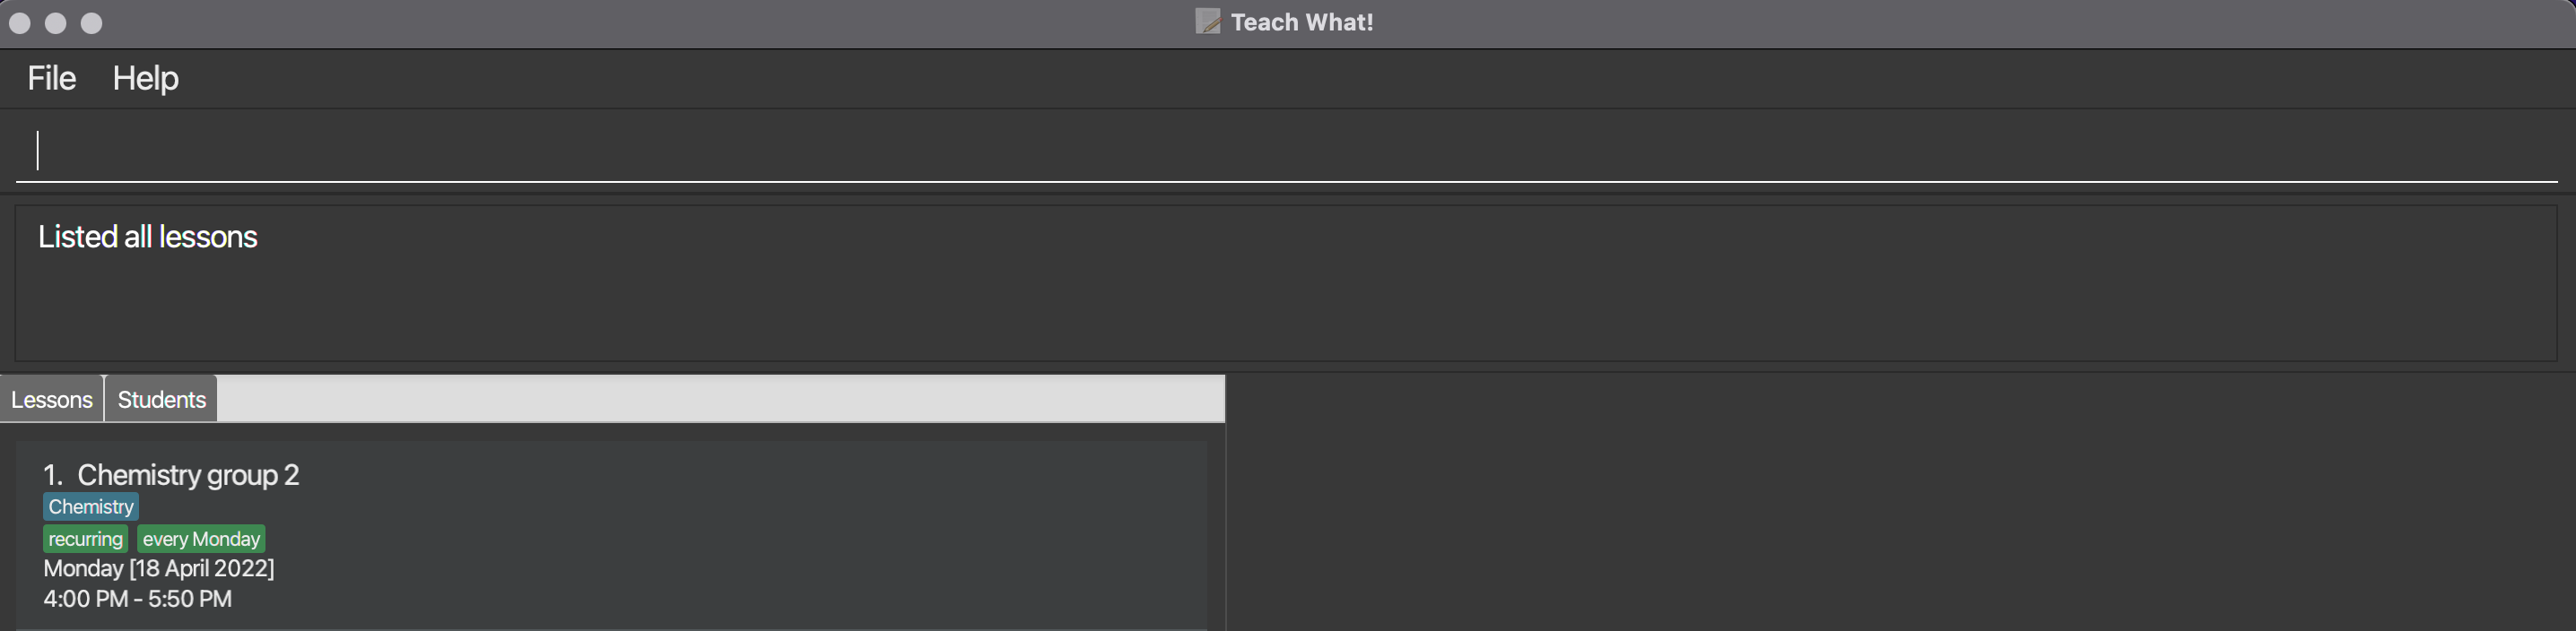 Teach What!
File Help
Listed all lessons
Lessons Students
1. Chemistry group 2
Chemistry
recurring every Monday
Monday [18 April 2022]
4:00 PM - 5:50 PM